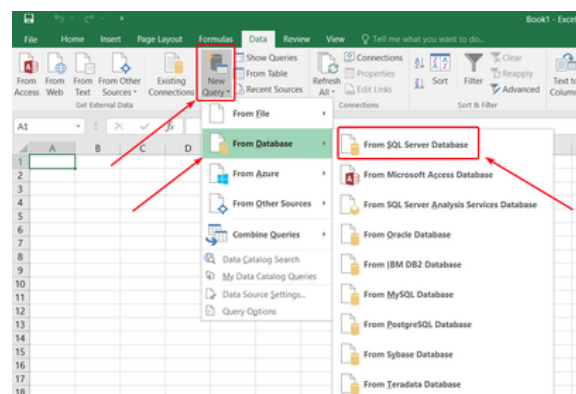 Book1 - Excel
File Home Insert Page Layout Formulas Data Review View Tell me what you want to do...
From Access
From Web
From Text
From Other Sources
Existing Connections
Get External Data
New Query
Show Queries
From Table
Recent Sources
Refresh All
Connections
Properties
Edit Links
Connections
Sort
Filter
Clear
Reapply
Advanced
Sort & Filter
Text to
A1
fx
A B C D
1
2
3
4
5
6
7
8
9
10
11
12
13
14
15
16
17
18
From File
From Database
From Azure
From Other Sources
Combine Queries
Data Catalog Search
My Data Catalog Queries
Data Source Settings...
Query Options
From SQL Server Database
From Microsoft Access Database
From SQL Server Analysis Services Database
From Oracle Database
From IBM DB2 Database
From MySQL Database
From PostgreSQL Database
From Sybase Database
From Teradata Database